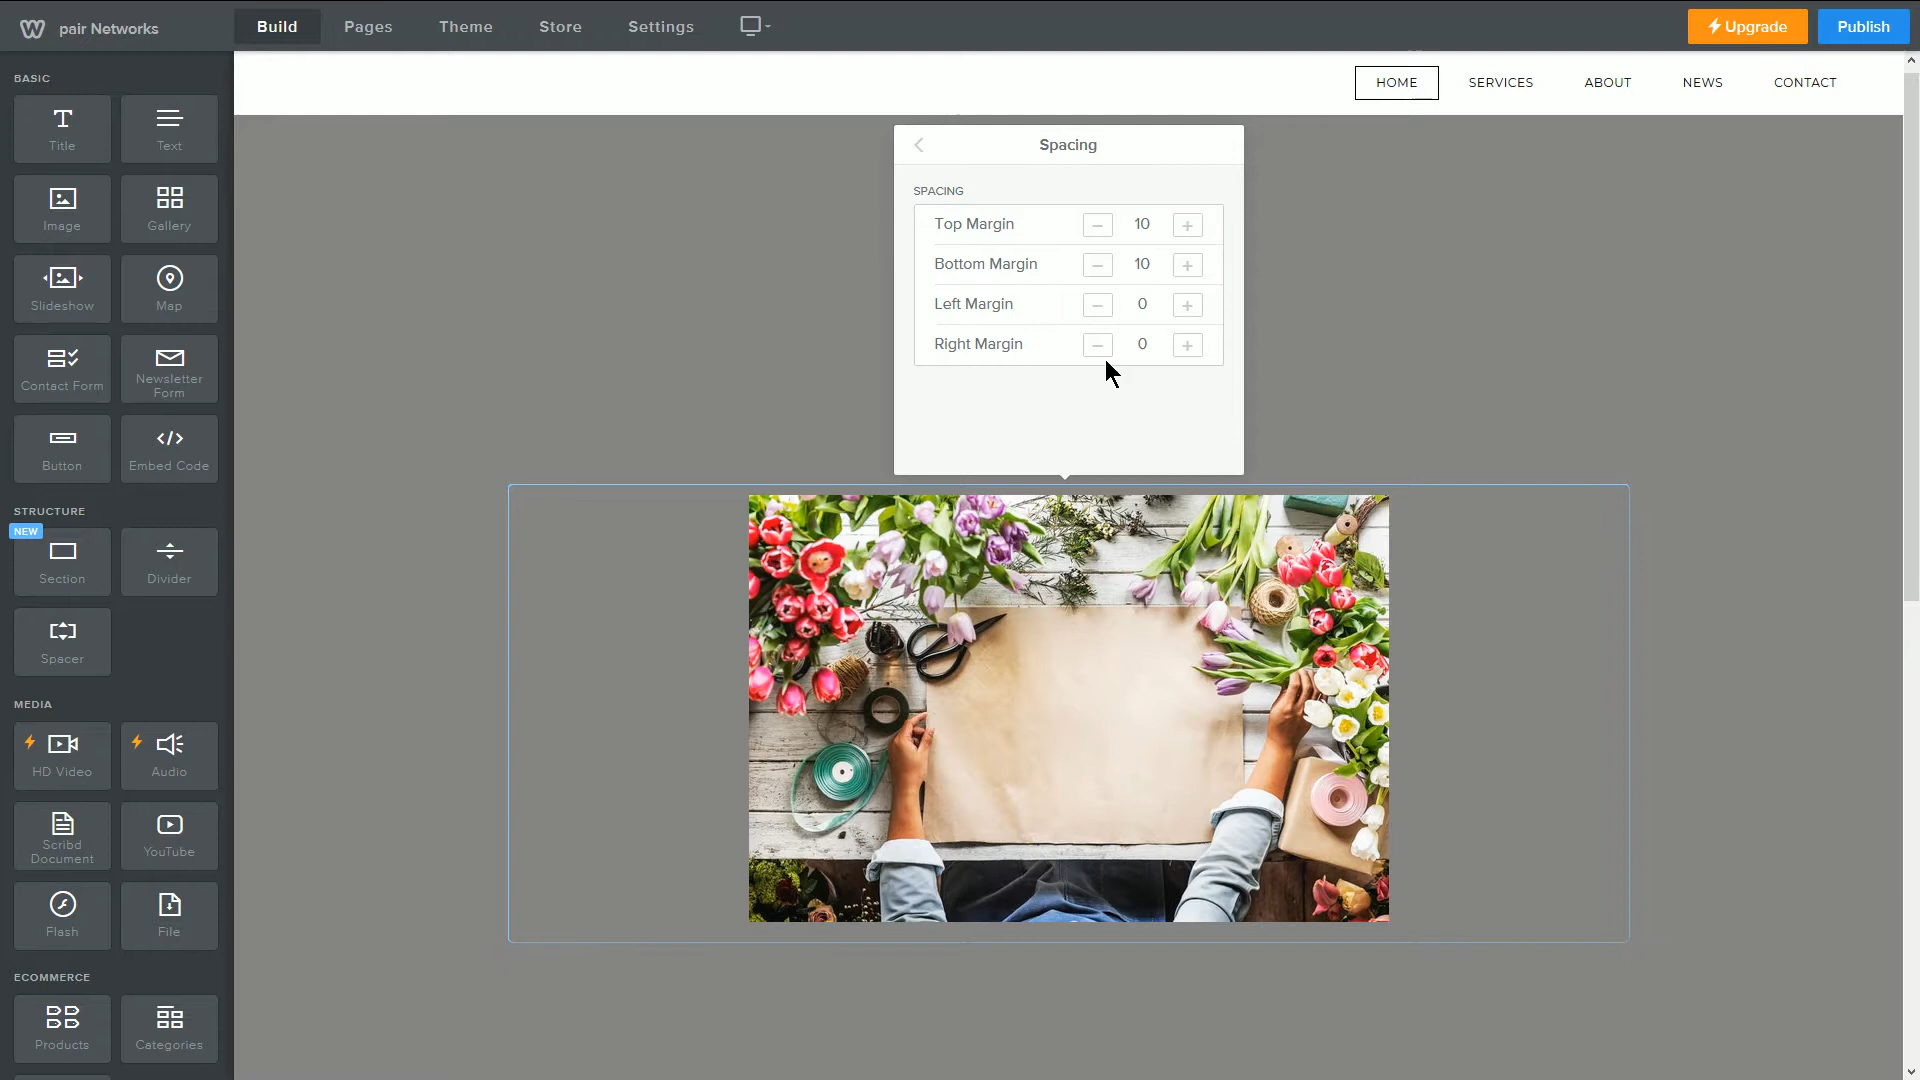 pair Networks
Build
Pages
Theme
Store
Settings
Upgrade
Publish
HOME
SERVICES
ABOUT
NEWS
CONTACT
BASIC
Title
Text
Image
Gallery
Slideshow
Map
Contact Form
Newsletter
Form
Button
Embed Code
STRUCTURE
NEW
Section
Divider
Spacer
MEDIA
HD Video
Audio
Scribd
Document
YouTube
Flash
File
ECOMMERCE
Products
Categories
Spacing
SPACING
Top Margin − 10 +
Bottom Margin − 10 +
Left Margin − 0 +
Right Margin − 0 +